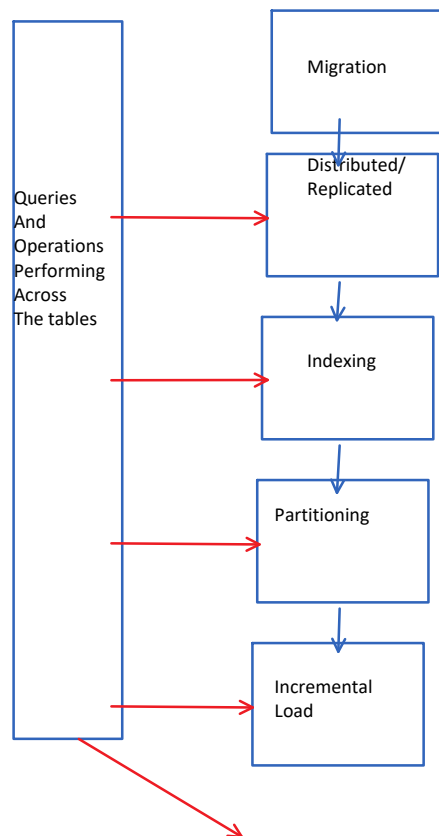 Migration
Distributed/
Replicated
Queries
And
Operations
Performing
Across
The tables
Indexing
Partitioning
Incremental
Load